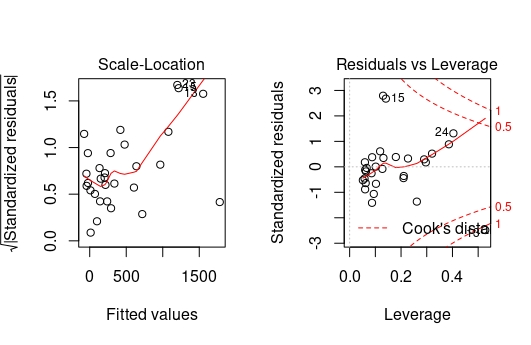 Scale-Location
√|Standardized residuals|
0.0 0.5 1.0 1.5
15
13
0 500 1500
Fitted values
Residuals vs Leverage
Standardized residuals
-3 -1 0 1 2 3
15
24
1
0.5
0.5
1
Cook's dista
0.0 0.2 0.4
Leverage